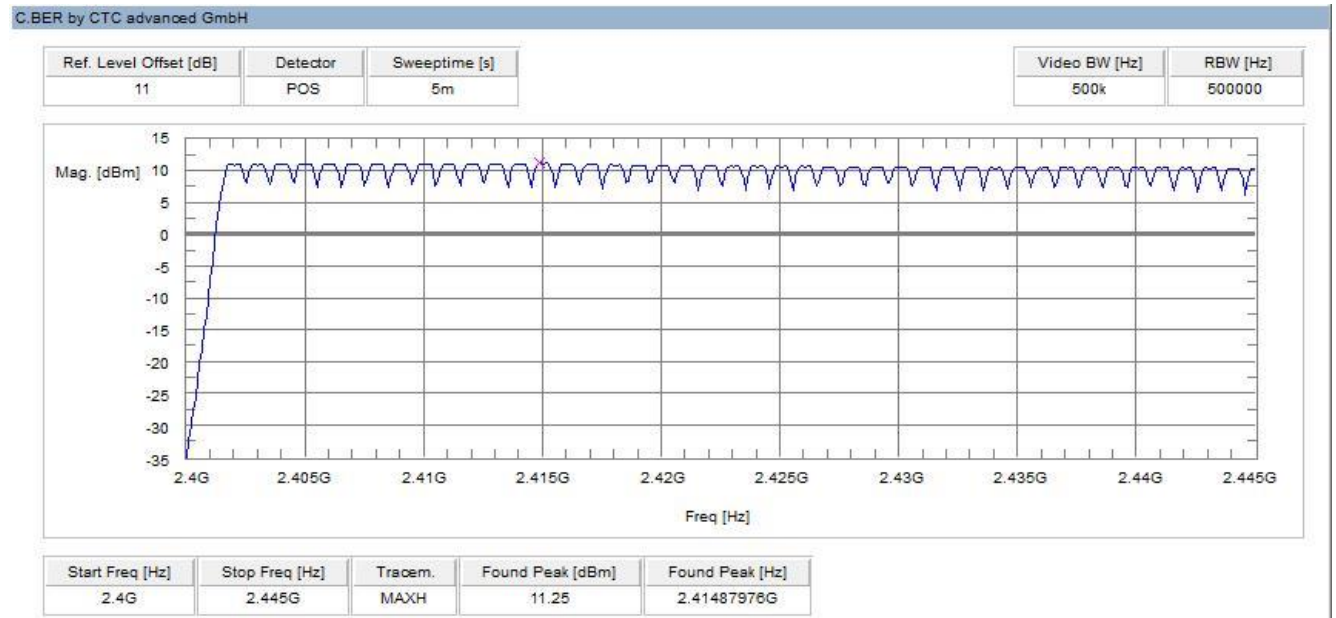 C.BER by CTC advanced GmbH
Ref. Level Offset [dB] Detector Sweeptime [s] Video BW [Hz] RBW [Hz]
11 POS 5m 500k 500000
Mag. [dBm]
15
10
5
0
-5
-10
-15
-20
-25
-30
-35
2.4G 2.405G 2.41G 2.415G 2.42G 2.425G 2.43G 2.435G 2.44G 2.445G
Freq [Hz]
Start Freq [Hz] Stop Freq [Hz] Tracem. Found Peak [dBm] Found Peak [Hz]
2.4G 2.445G MAXH 11.25 2.41487976G